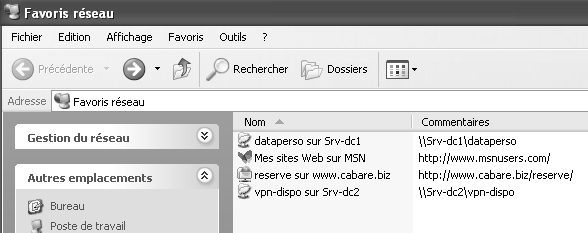 Favoris réseau
Fichier Edition Affichage Favoris Outils ?
Précédente Rechercher Dossiers
Adresse Favoris réseau
Nom Commentaires
Gestion du réseau
dataperso sur Srv-dc1 \\Srv-dc1\dataperso
Mes sites Web sur MSN http://www.msnusers.com/
reserve sur www.cabare.biz http://www.cabare.biz/reserve/
vpn-dispo sur Srv-dc2 \\Srv-dc2\vpn-dispo
Autres emplacements
Bureau
Poste de travail